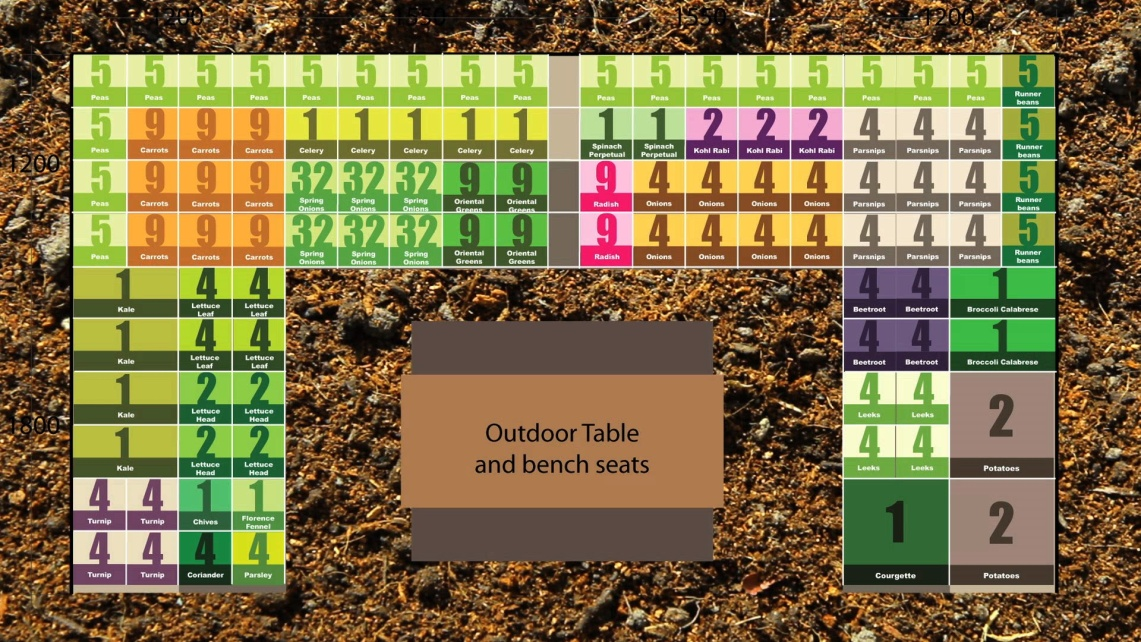 1200 1550 1550 1200
5 5 5 5 5 5 5 5 5 5 5 5 5 5 5 5 5 5
Peas Peas Peas Peas Peas Peas Peas Peas Peas Peas Peas Peas Peas Peas Peas Peas Peas Runner beans
5 9 9 9 1 1 1 1 1 1 1 2 2 2 4 4 4 5
Peas Carrots Carrots Carrots Celery Celery Celery Celery Celery Spinach Perpetual Spinach Perpetual Kohl Rabi Kohl Rabi Kohl Rabi Parsnips Parsnips Parsnips Runner beans
1200
5 9 9 9 32 32 32 9 9 9 4 4 4 4 4 4 4 5
Peas Carrots Carrots Carrots Spring Onions Spring Onions Spring Onions Oriental Greens Oriental Greens Radish Onions Onions Onions Onions Parsnips Parsnips Parsnips Runner beans
5 9 9 9 32 32 32 9 9 9 4 4 4 4 4 4 4 5
Peas Carrots Carrots Carrots Spring Onions Spring Onions Spring Onions Oriental Greens Oriental Greens Radish Onions Onions Onions Onions Parsnips Parsnips Parsnips Runner beans
1 4 4 4 4 1
Kale Lettuce Leaf Lettuce Leaf Beetroot Beetroot Broccoli Calabrese
1 4 4 4 4 1
Kale Lettuce Leaf Lettuce Leaf Beetroot Beetroot Broccoli Calabrese
1 2 2 4 4 2
Kale Lettuce Head Lettuce Head Leeks Leeks
1800
1 2 2 4 4
Kale Lettuce Head Lettuce Head Leeks Leeks Potatoes
Outdoor Table
and bench seats
4 4 1 1 1 2
Turnip Turnip Chives Florence Fennel
4 4 4 4
Turnip Turnip Coriander Parsley Courgette Potatoes